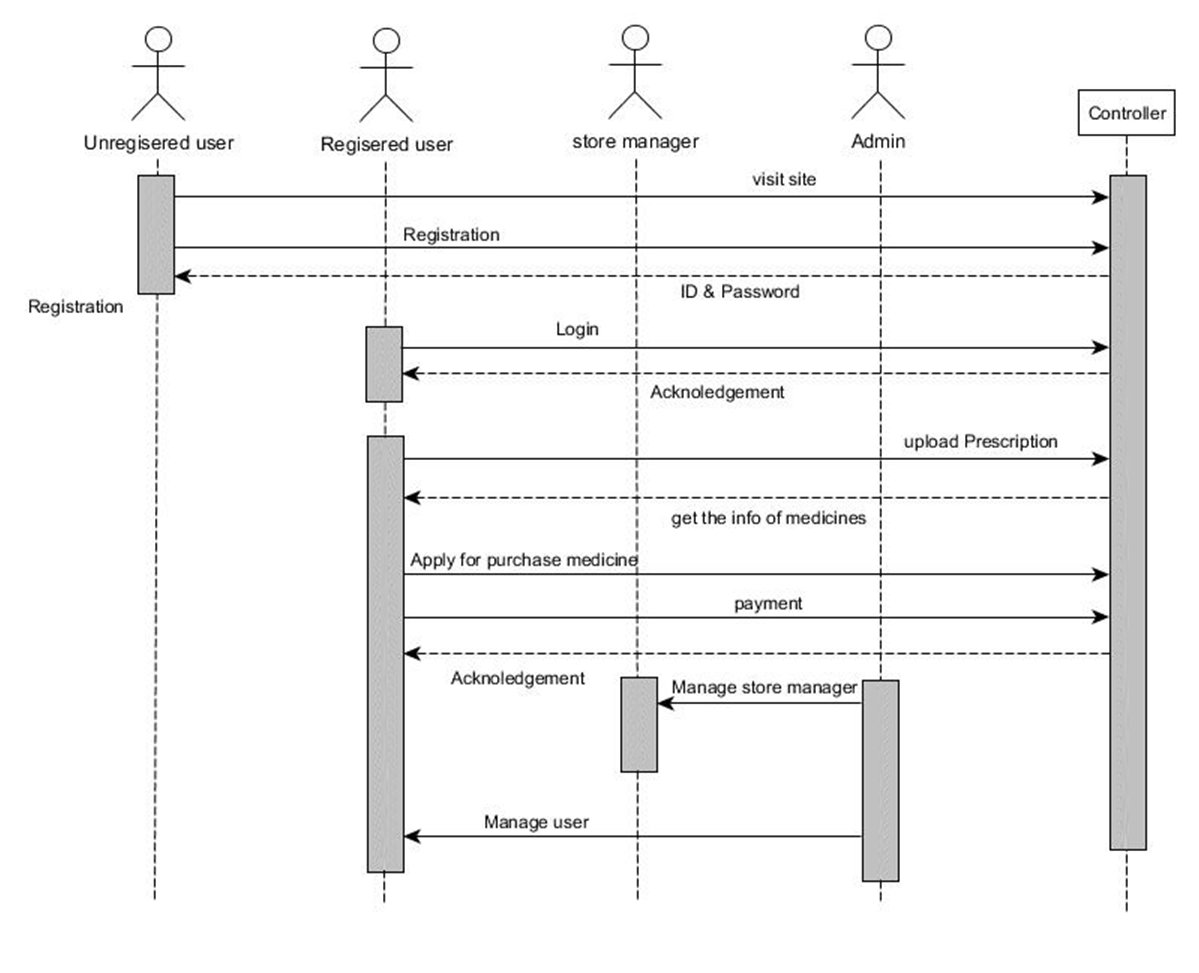 Unregisered user
Regisered user
store manager
Admin
Controller
visit site
Registration
ID & Password
Registration
Login
Acknoledgement
upload Prescription
get the info of medicines
Apply for purchase medicine
payment
Acknoledgement
Manage store manager
Manage user